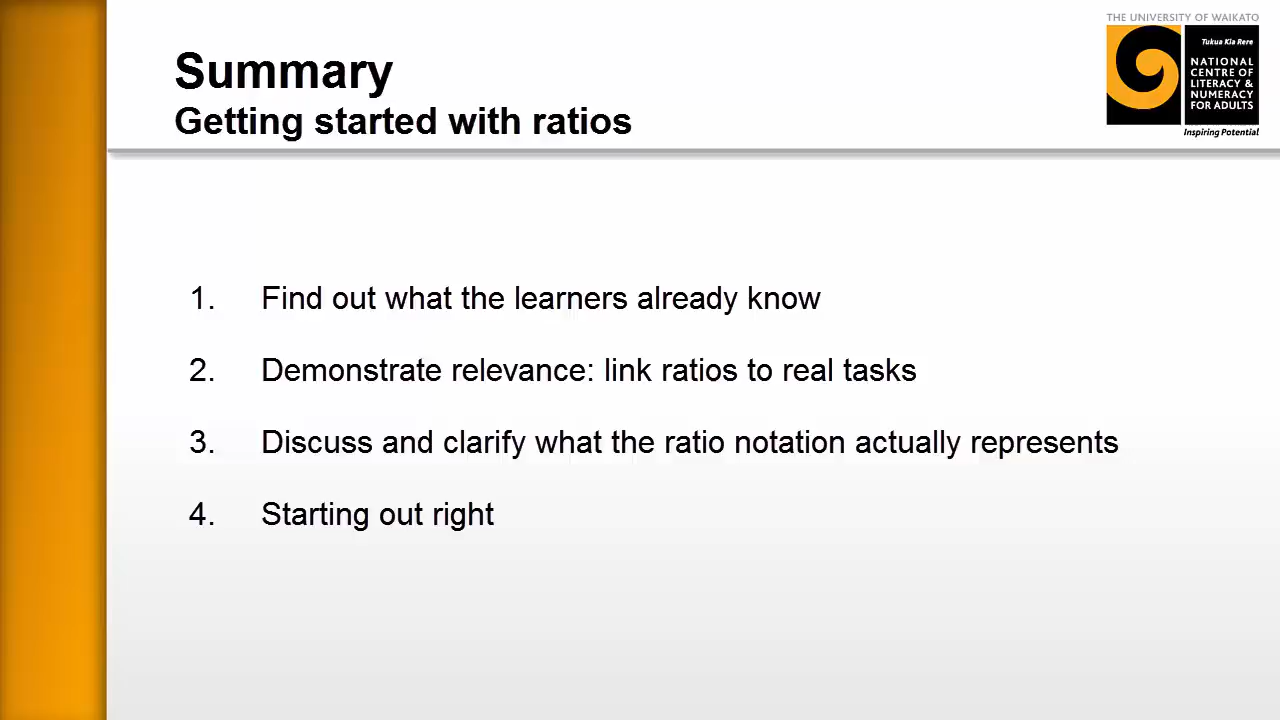 THE UNIVERSITY OF WAIKATO
Tukua Kia Rere
NATIONAL
CENTRE OF
LITERACY &
NUMERACY
FOR ADULTS
Inspiring Potential
Summary
Getting started with ratios
1. Find out what the learners already know
2. Demonstrate relevance: link ratios to real tasks
3. Discuss and clarify what the ratio notation actually represents
4. Starting out right